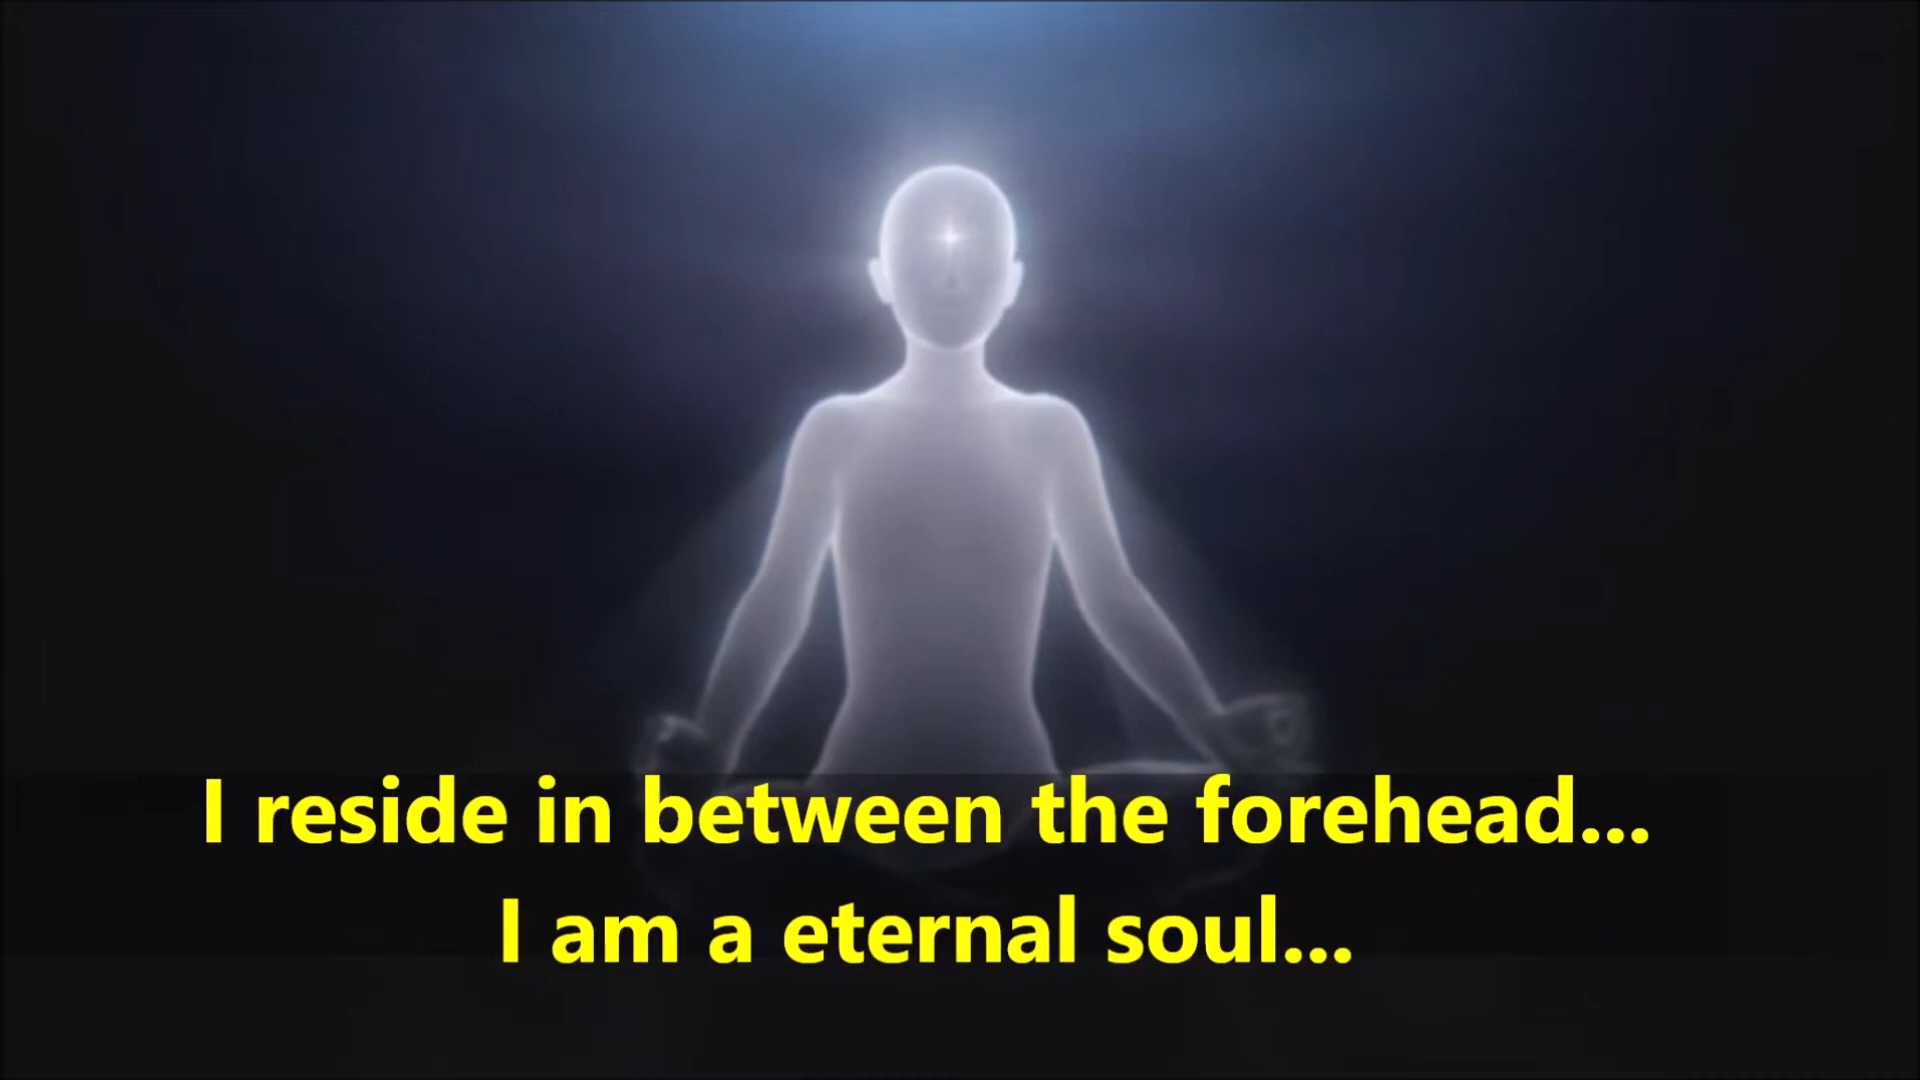 I reside in between the forehead...
I am a eternal soul...